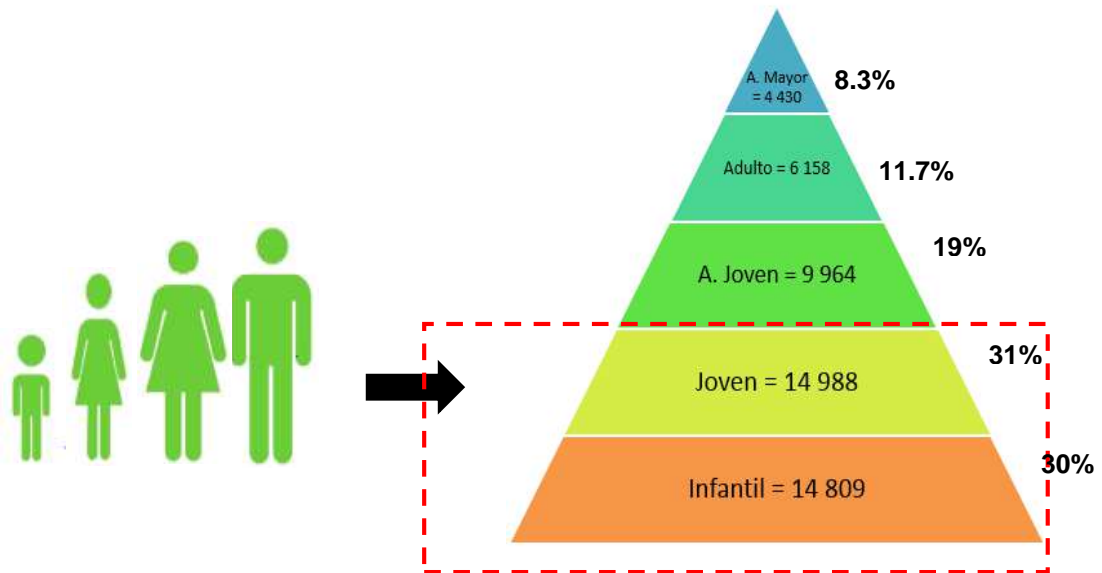 A. Mayor
= 4 430
8.3%
Adulto = 6 158
11.7%
19%
A. Joven = 9 964
31%
Joven = 14 988
30%
Infantil = 14 809